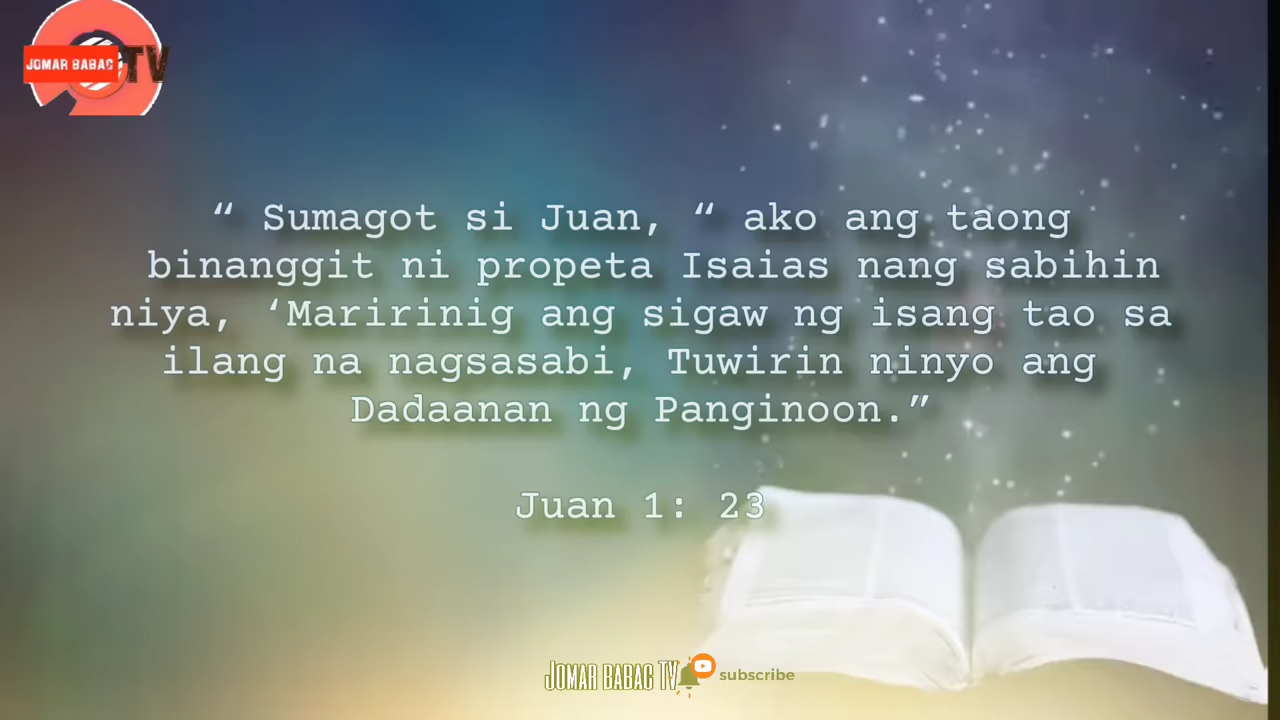 JOMAR BABAC TV
“ Sumagot si Juan, “ ako ang taong
binanggit ni propeta Isaias nang sabihin
niya, ‘Maririnig ang sigaw ng isang tao sa
ilang na nagsasabi, Tuwirin ninyo ang
Dadaanan ng Panginoon.”
Juan 1: 23
JOMAR BABAC TV subscribe